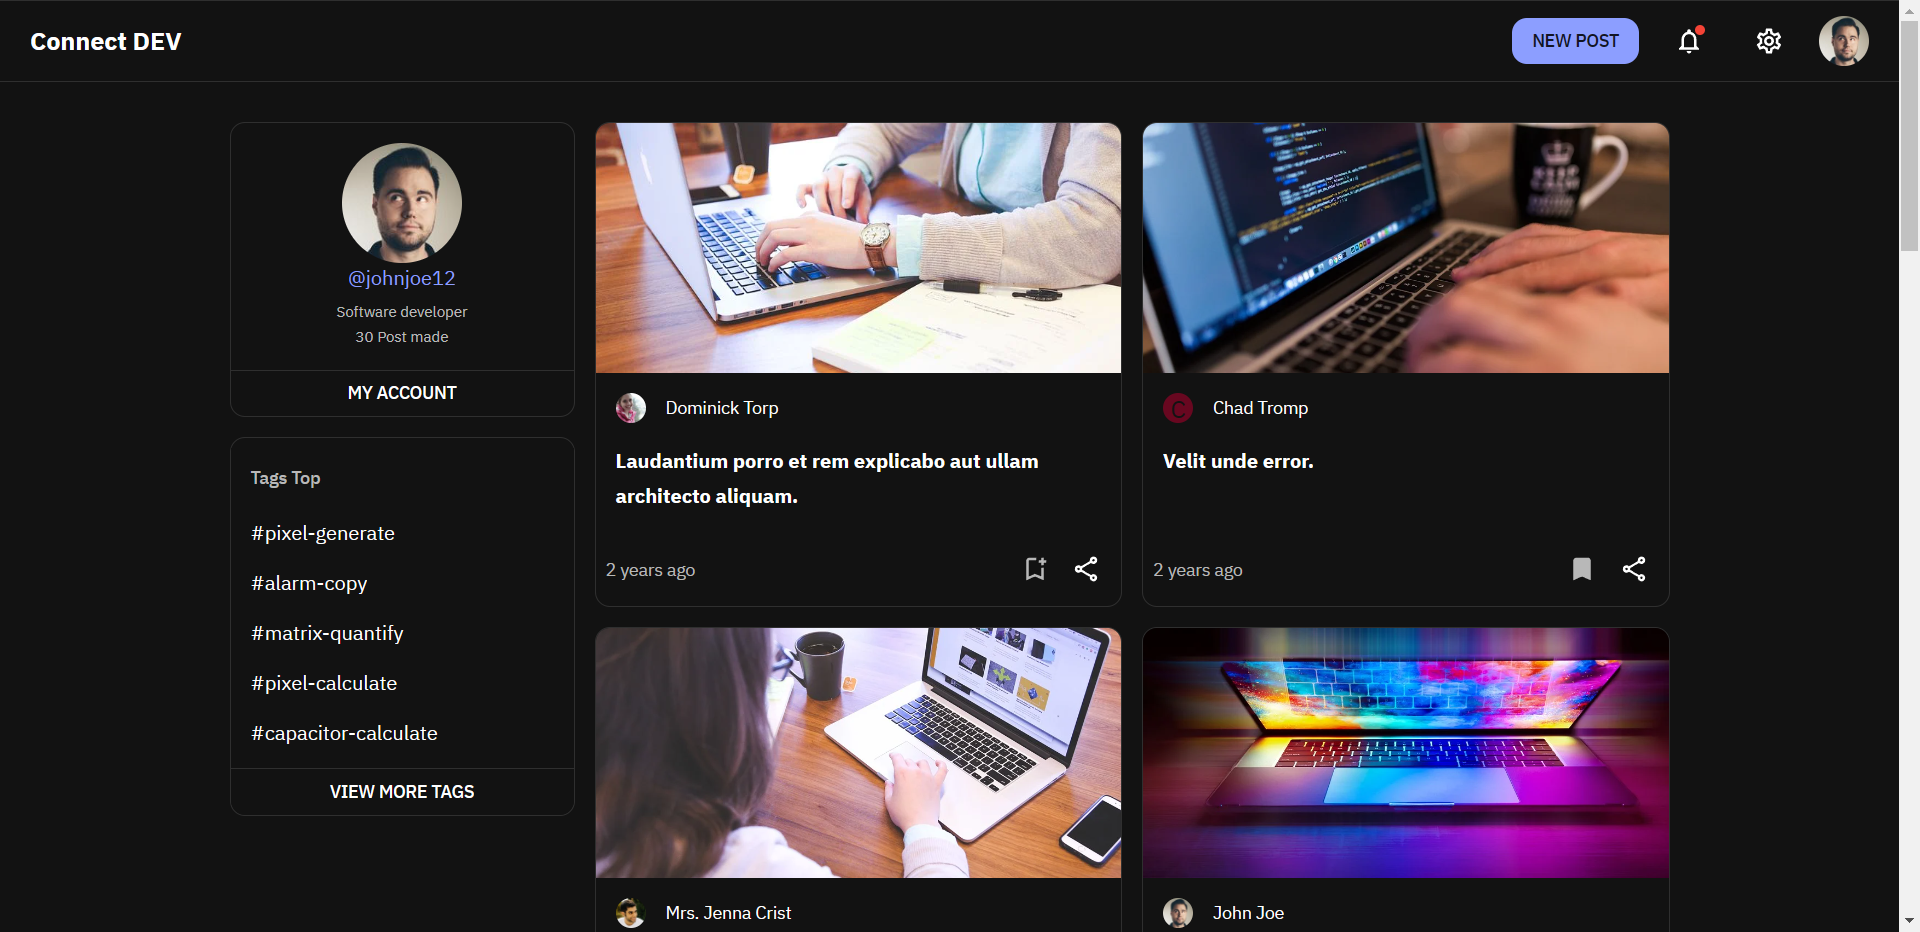 Connect DEV
NEW POST
@johnjoe12
Software developer
30 Post made
MY ACCOUNT
Tags Top
#pixel-generate
#alarm-copy
#matrix-quantify
#pixel-calculate
#capacitor-calculate
VIEW MORE TAGS
Dominick Torp
Laudantium porro et rem explicabo aut ullam
architecto aliquam.
2 years ago
KEEP
CALM
C
Chad Tromp
Velit unde error.
2 years ago
Mrs. Jenna Crist
John Joe